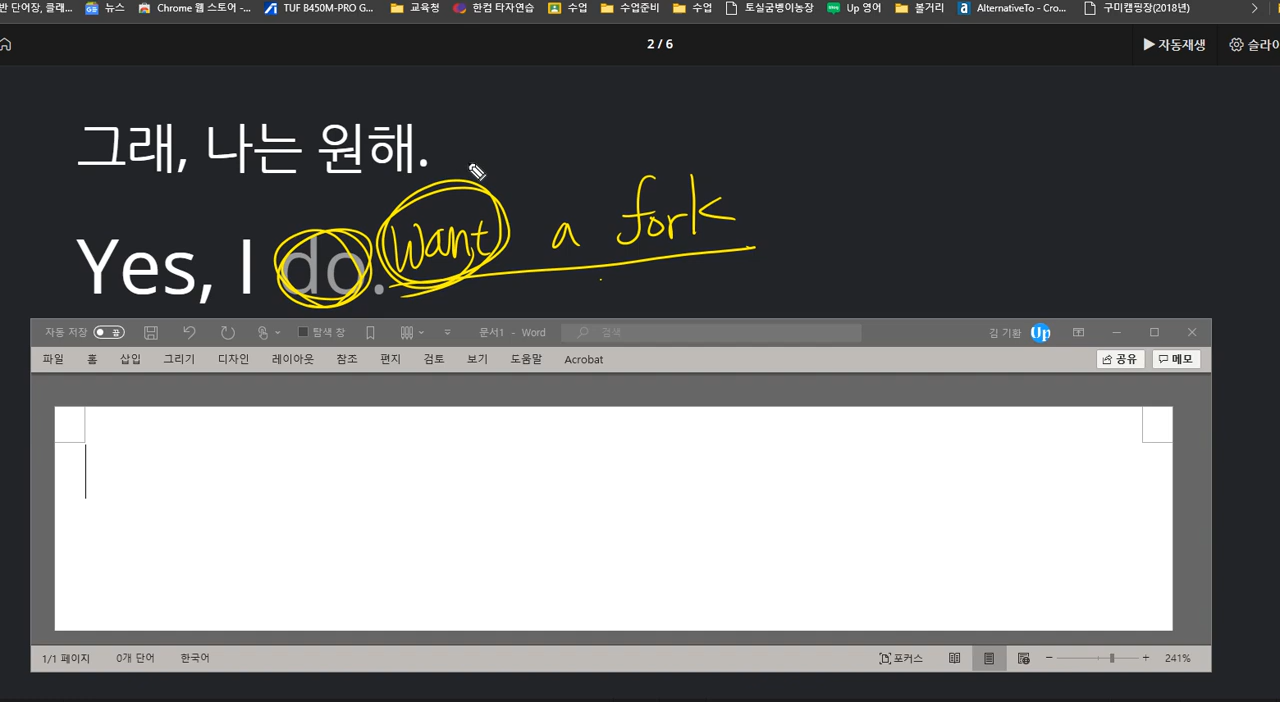 반 단어장, 클래... 뉴스 Chrome 웹 스토어 -... TUF B450M-PRO G... 교육청 한컴 타자연습 수업 수업준비 수업 토실굼벵이농장 Up 영어 볼거리 AlternativeTo - Cro... 구미캠핑장(2018년)
2 / 6 자동재생 슬라이
그래, 나는 원해.
Yes, I do. want a fork
자동 저장 끔 탐색 창 문서1 - Word 검색 김 기환 Up
파일 홈 삽입 그리기 디자인 레이아웃 참조 편지 검토 보기 도움말 Acrobat 공유 메모
1/1 페이지 0개 단어 한국어 포커스 241%